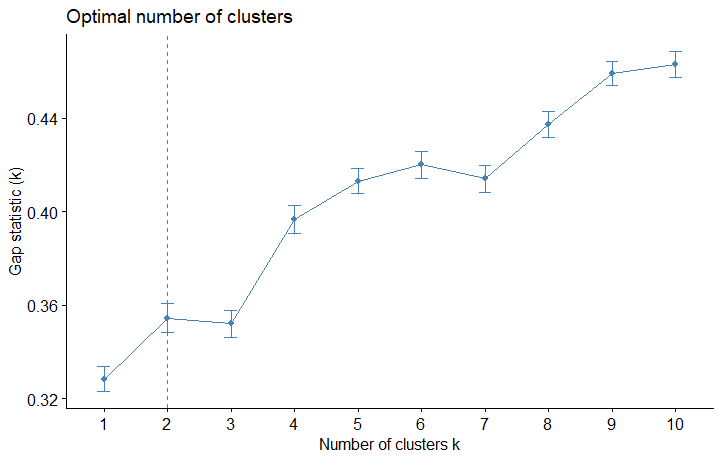 Optimal number of clusters
Gap statistic (k)
0.44
0.40
0.36
0.32
1 2 3 4 5 6 7 8 9 10
Number of clusters k